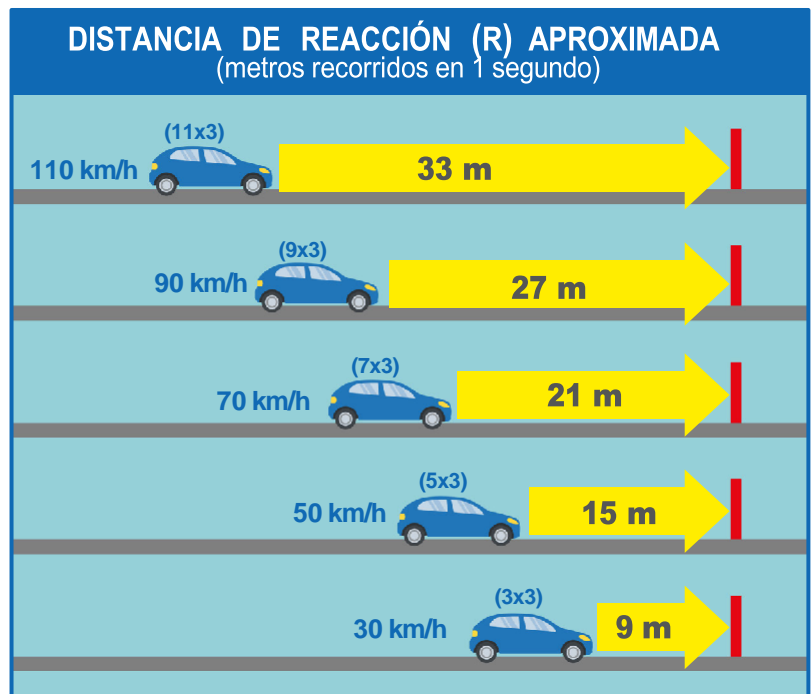 DISTANCIA DE REACCIÓN (R) APROXIMADA
(metros recorridos en 1 segundo)
(11x3)
110 km/h
33 m
(9x3)
90 km/h
27 m
(7x3)
70 km/h
21 m
(5x3)
50 km/h
15 m
(3x3)
30 km/h
9 m